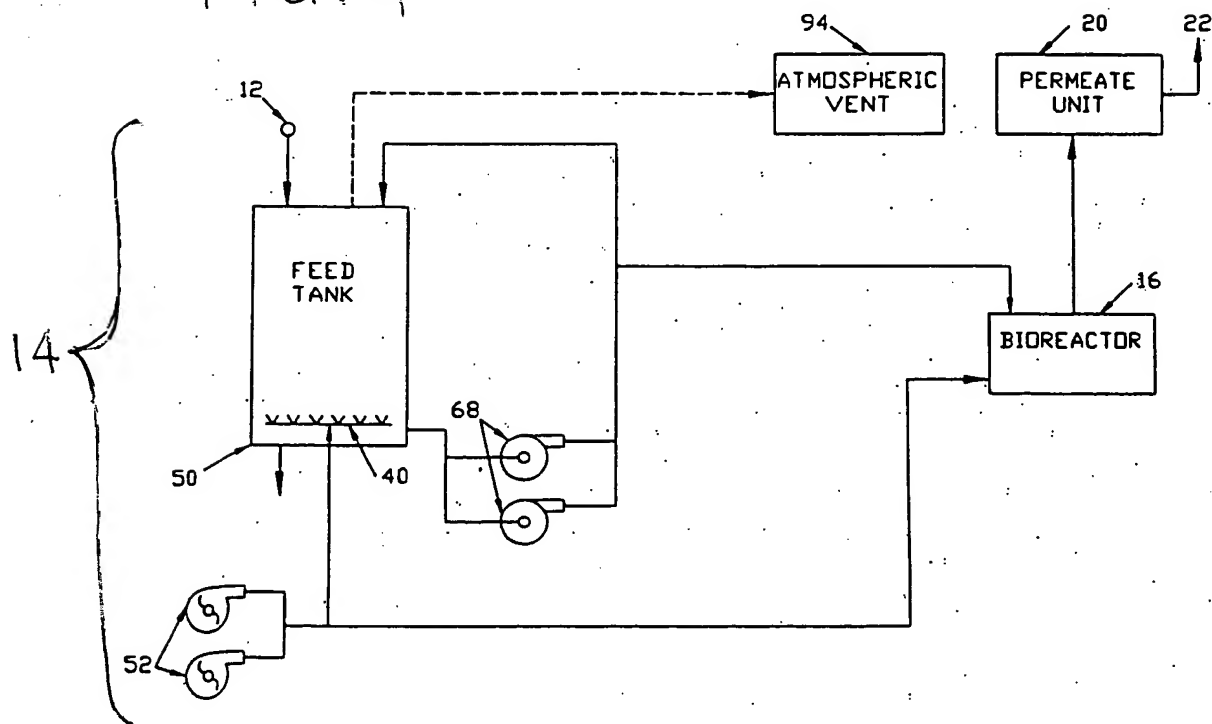 94
20
22
ATMOSPHERIC
VENT
PERMEATE
UNIT
12
FEED
TANK
16
BIOREACTOR
14
68
50
40
52